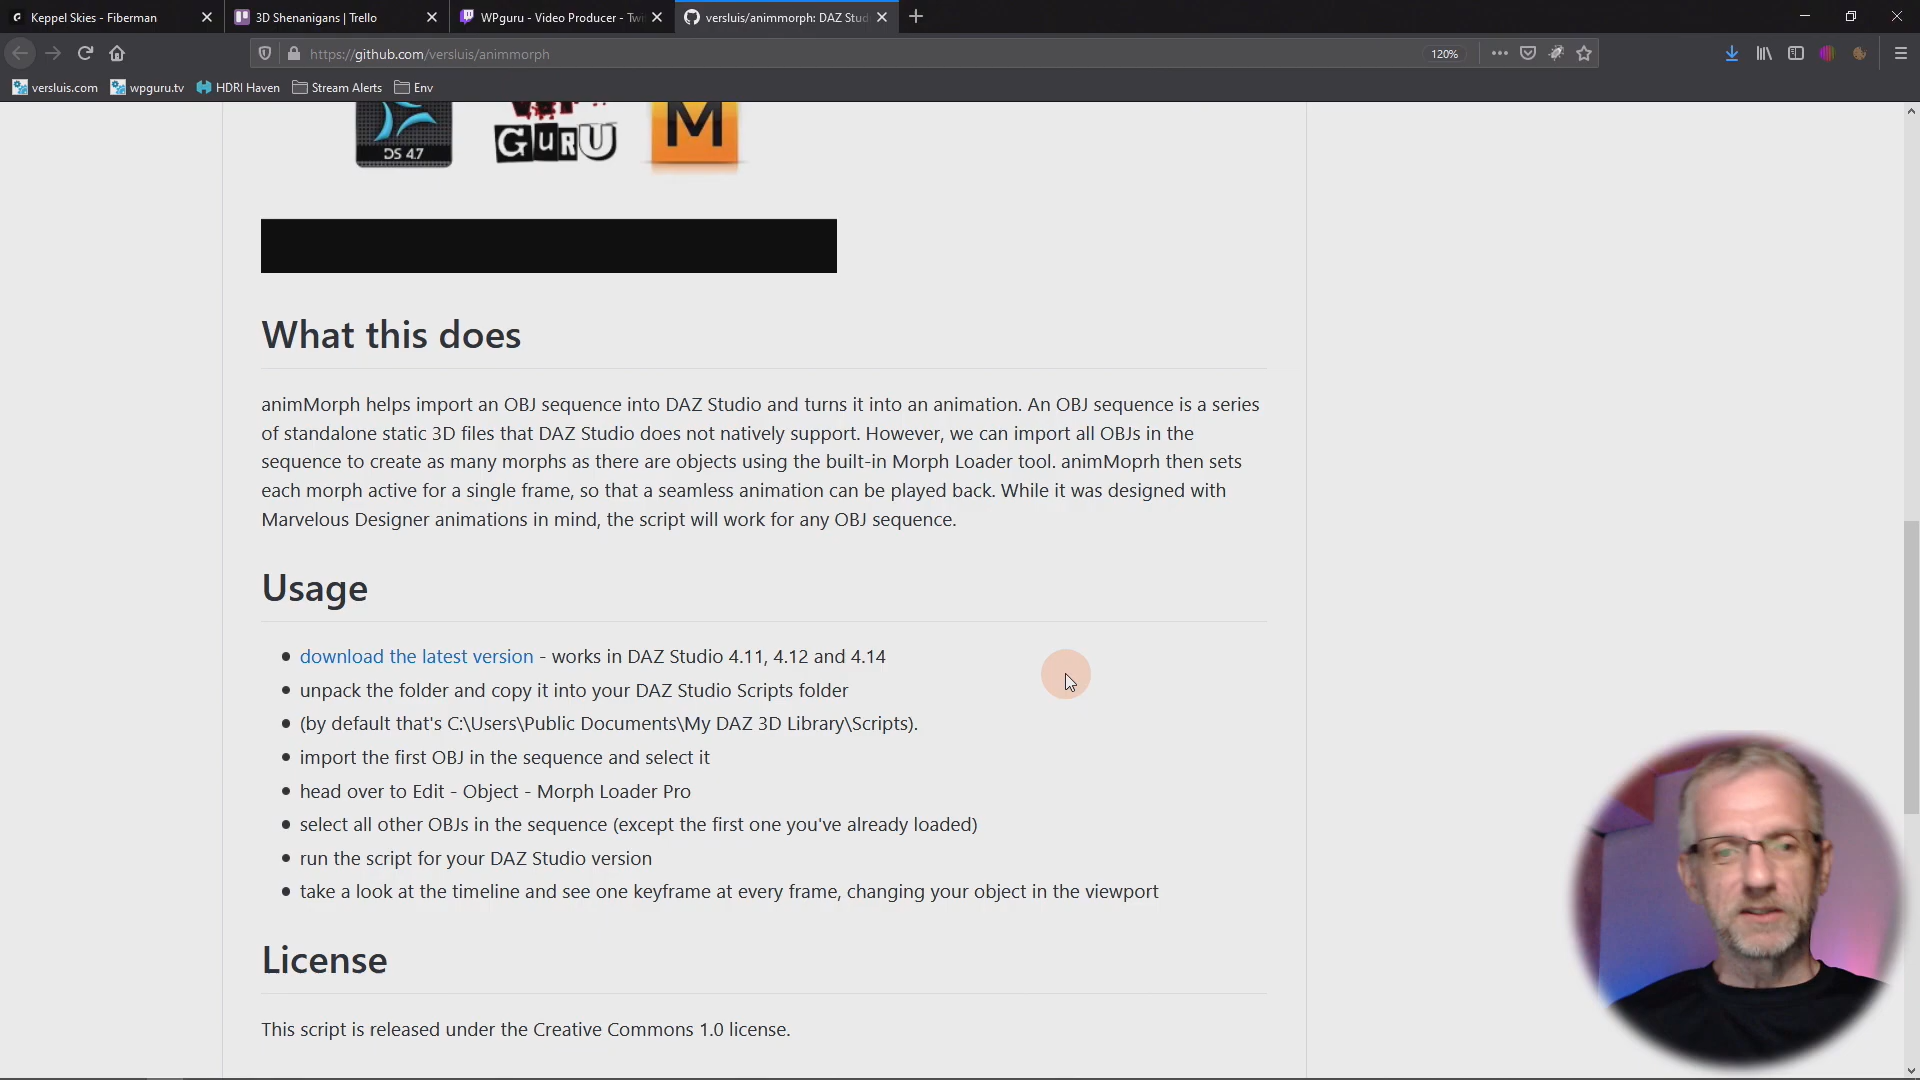 Keppel Skies - Fiberman
3D Shenanigans | Trello
WPguru - Video Producer - Twi
versluis/animmorph: DAZ Stud
https://github.com/versluis/animmorph
120%
versluis.com
wpguru.tv
HDRI Haven
Stream Alerts
Env
DS 4.7
GURU
M
What this does
animMorph helps import an OBJ sequence into DAZ Studio and turns it into an animation. An OBJ sequence is a series
of standalone static 3D files that DAZ Studio does not natively support. However, we can import all OBJs in the
sequence to create as many morphs as there are objects using the built-in Morph Loader tool. animMoprh then sets
each morph active for a single frame, so that a seamless animation can be played back. While it was designed with
Marvelous Designer animations in mind, the script will work for any OBJ sequence.
Usage
download the latest version - works in DAZ Studio 4.11, 4.12 and 4.14
unpack the folder and copy it into your DAZ Studio Scripts folder
(by default that's C:\Users\Public Documents\My DAZ 3D Library\Scripts).
import the first OBJ in the sequence and select it
head over to Edit - Object - Morph Loader Pro
select all other OBJs in the sequence (except the first one you've already loaded)
run the script for your DAZ Studio version
take a look at the timeline and see one keyframe at every frame, changing your object in the viewport
License
This script is released under the Creative Commons 1.0 license.